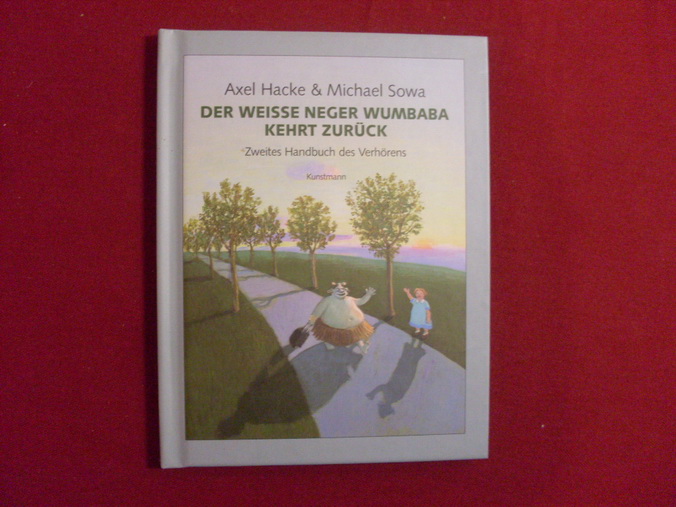 Axel Hacke & Michael Sowa
DER WEISSE NEGER WUMBABA
KEHRT ZURÜCK
Zweites Handbuch des Verhörens
Kunstmann